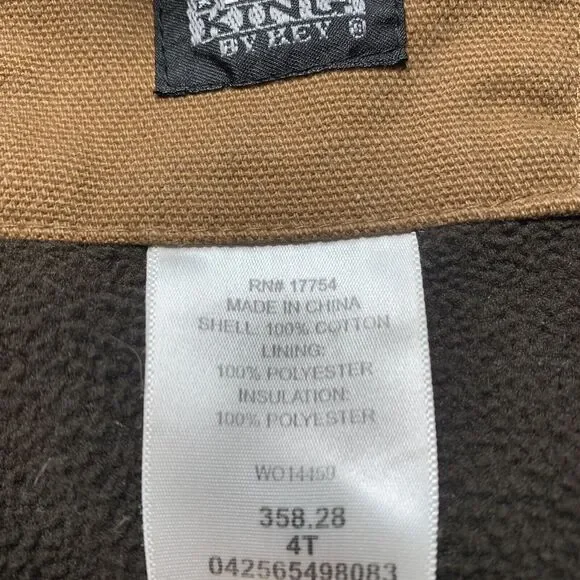 KING
BY KEY ®
RN# 17754
MADE IN CHINA
SHELL: 100% COTTON
LINING:
100% POLYESTER
INSULATION:
100% POLYESTER
WO14459
358.28
4T
042565498083